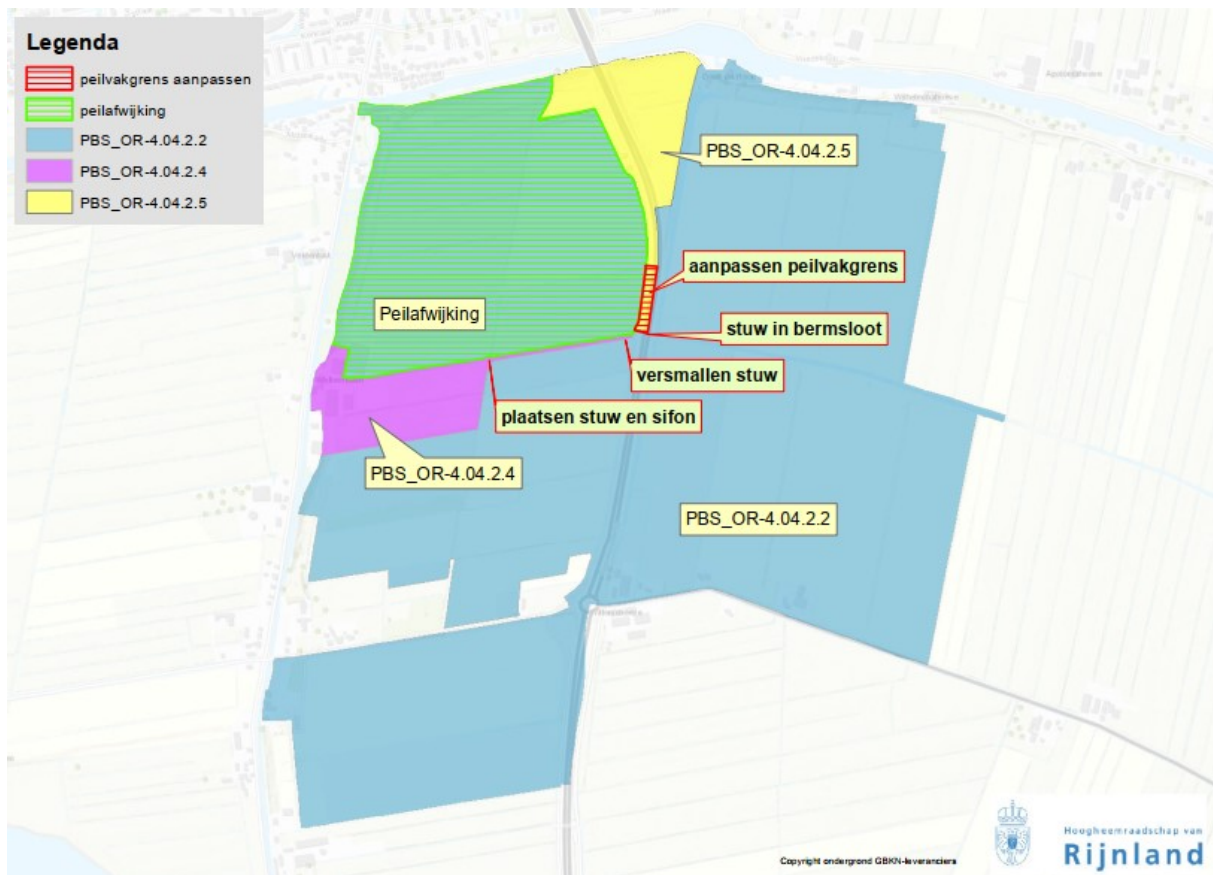 Legenda
peilvakgrens aanpassen
peilafwijking
PBS_OR-4.04.2.2
PBS_OR-4.04.2.4
PBS_OR-4.04.2.5
PBS_OR-4.04.2.5
aanpassen peilvakgrens
Peilafwijking
stuw in bermsloot
versmallen stuw
plaatsen stuw en sifon
PBS_OR-4.04.2.4
PBS_OR-4.04.2.2
Copyright ondergrond GBKN-leveranciers
Hoogheemraadschap van
Rijnland